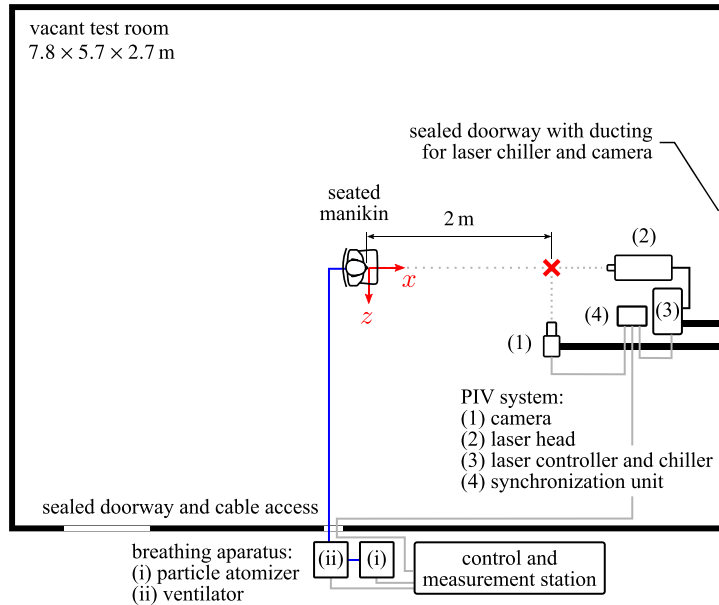 vacant test room
7.8 × 5.7 × 2.7 m
sealed doorway with ducting
for laser chiller and camera
seated
manikin
2 m
(2)
x
z
(3)
(4)
(1)
PIV system:
(1) camera
(2) laser head
(3) laser controller and chiller
(4) synchronization unit
sealed doorway and cable access
breathing apparatus:
(i) particle atomizer
(ii) ventilator
(ii)
(i)
control and
measurement station